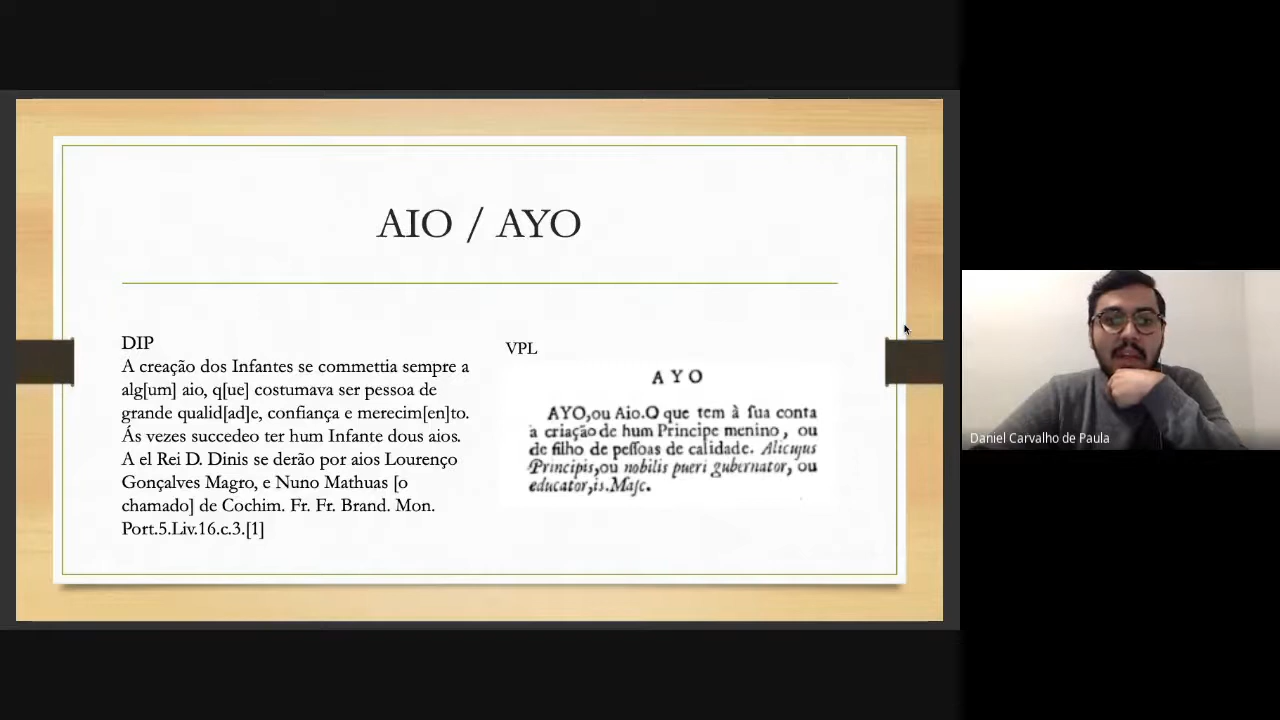 AIO / AYO
DIP
A creação dos Infantes se commettia sempre a
alg[um] aio, q[ue] costumava ser pessoa de
grande qualid[ad]e, confiança e merecim[en]to.
Ás vezes succedeo ter hum Infante dous aios.
A el Rei D. Dinis se derão por aios Lourenço
Gonçalves Magro, e Nuno Mathuas [o
chamado] de Cochim. Fr. Fr. Brand. Mon.
Port.5.Liv.16.c.3.[1]
VPL
AYO
AYO,ou Aio.O que tem à ſua conta
a criação de hum Principe menino, ou
de filho de peſſoas de calidade. Alicujus
Principis,ou nobilis pueri gubernator, ou
educator,is.Maſc.
Daniel Carvalho de Paula